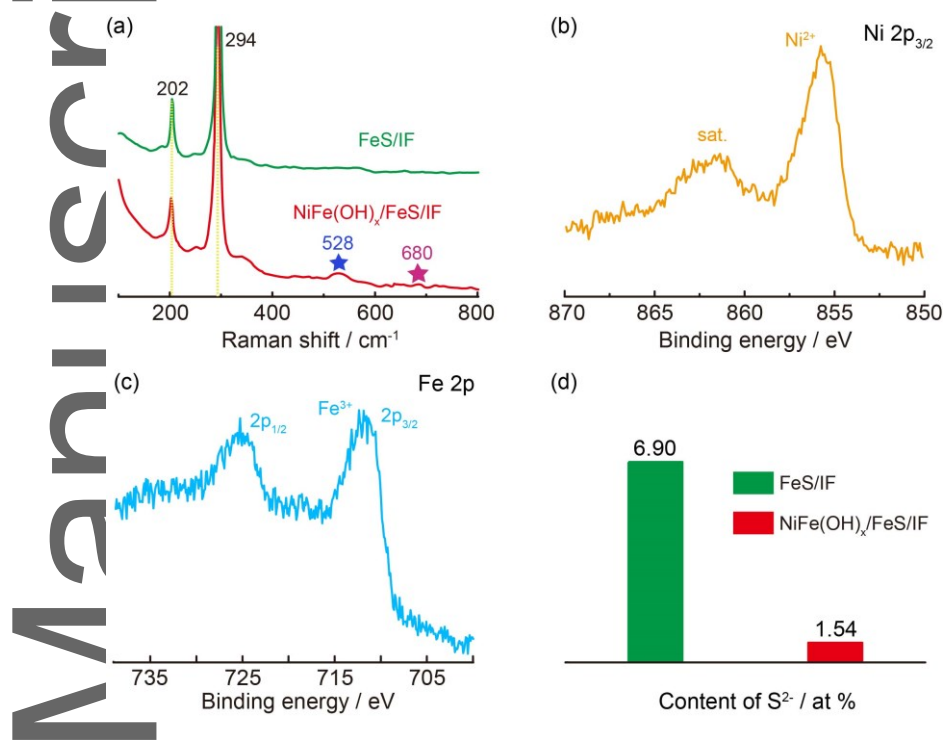 Manuscri
(a)
294
202
FeS/IF
NiFe(OH)ₓ/FeS/IF
528
680
200 400 600 800
Raman shift / cm⁻¹
(b)
Ni 2p₃/₂
Ni²⁺
sat.
870 865 860 855 850
Binding energy / eV
(c)
Fe 2p
Fe³⁺
2p₁/₂
2p₃/₂
735 725 715 705
Binding energy / eV
(d)
6.90
FeS/IF
NiFe(OH)ₓ/FeS/IF
1.54
Content of S²⁻ / at %